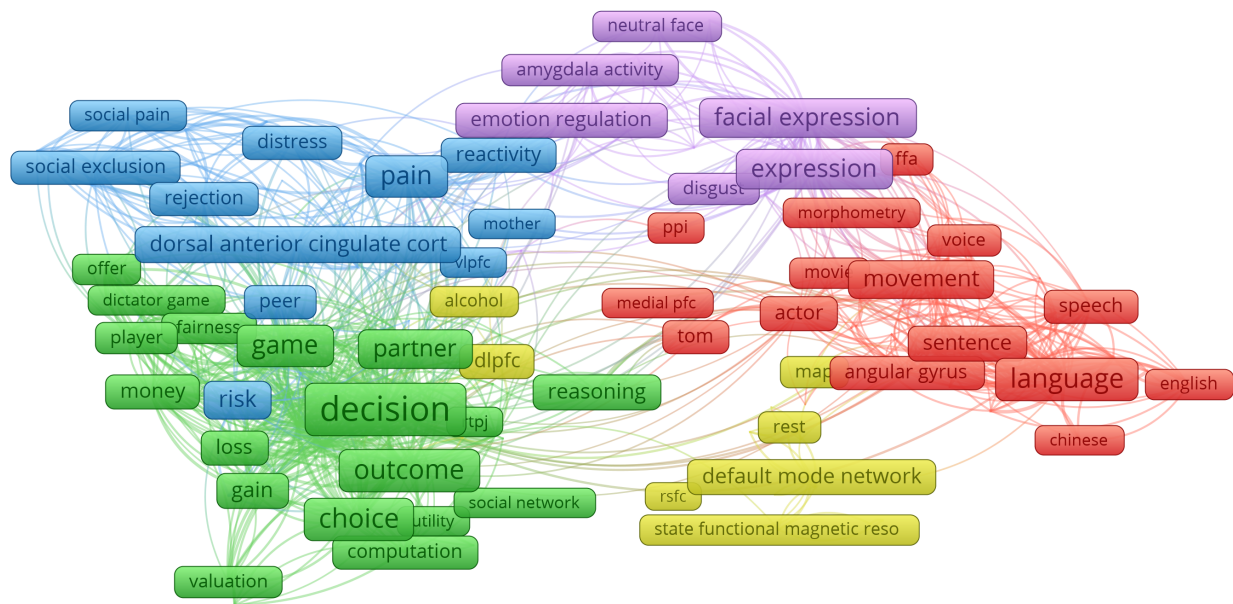 neutral face
amygdala activity
social pain
emotion regulation
facial expression
distress
reactivity
ffa
social exclusion
pain
expression
disgust
rejection
morphometry
mother
ppi
voice
dorsal anterior cingulate cort
vlpfc
offer
movie
movement
dictator game
peer
alcohol
medial pfc
speech
actor
fairness
player
game
partner
tom
sentence
dlpfc
map
angular gyrus
language
english
money
reasoning
risk
decision
rtpj
rest
chinese
loss
outcome
default mode network
gain
rsfc
social network
choice
utility
state functional magnetic reso
computation
valuation